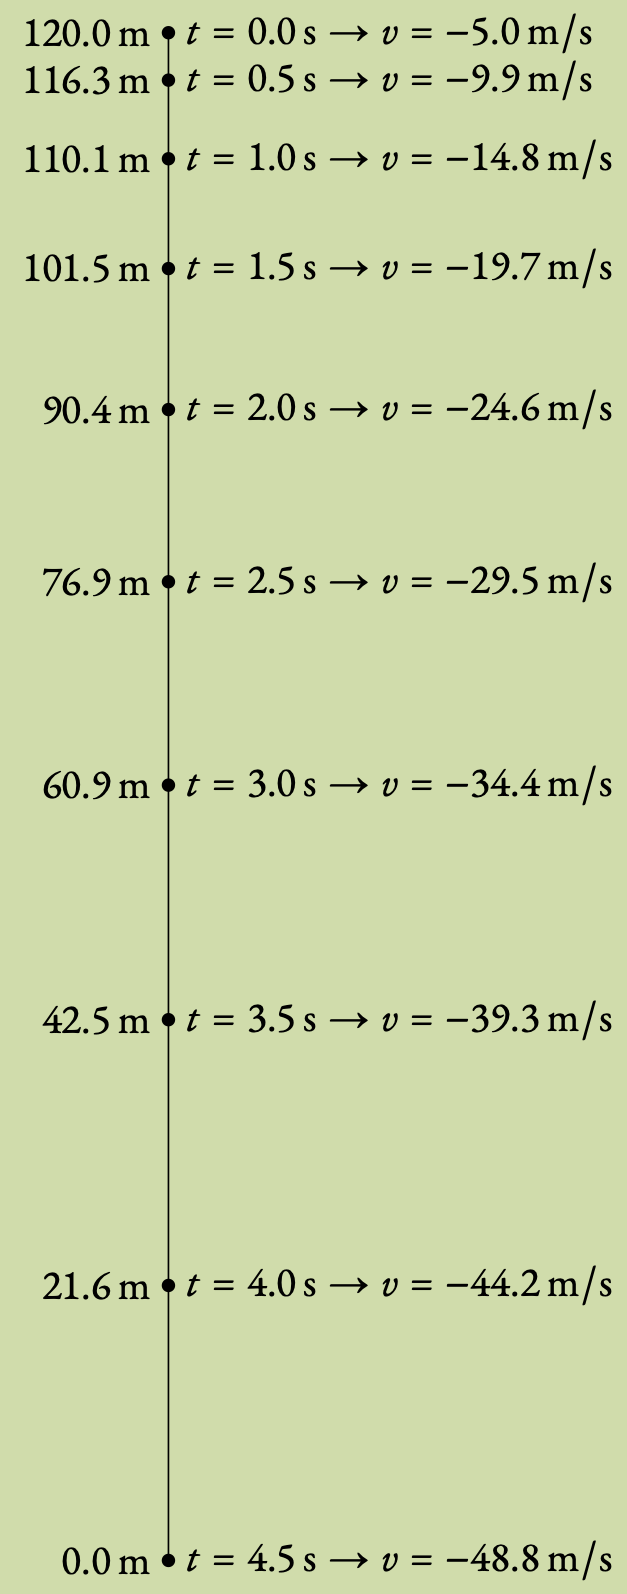 120.0 m t = 0.0 s → v = −5.0 m/s
116.3 m t = 0.5 s → v = −9.9 m/s
110.1 m t = 1.0 s → v = −14.8 m/s
101.5 m t = 1.5 s → v = −19.7 m/s
90.4 m t = 2.0 s → v = −24.6 m/s
76.9 m t = 2.5 s → v = −29.5 m/s
60.9 m t = 3.0 s → v = −34.4 m/s
42.5 m t = 3.5 s → v = −39.3 m/s
21.6 m t = 4.0 s → v = −44.2 m/s
0.0 m t = 4.5 s → v = −48.8 m/s